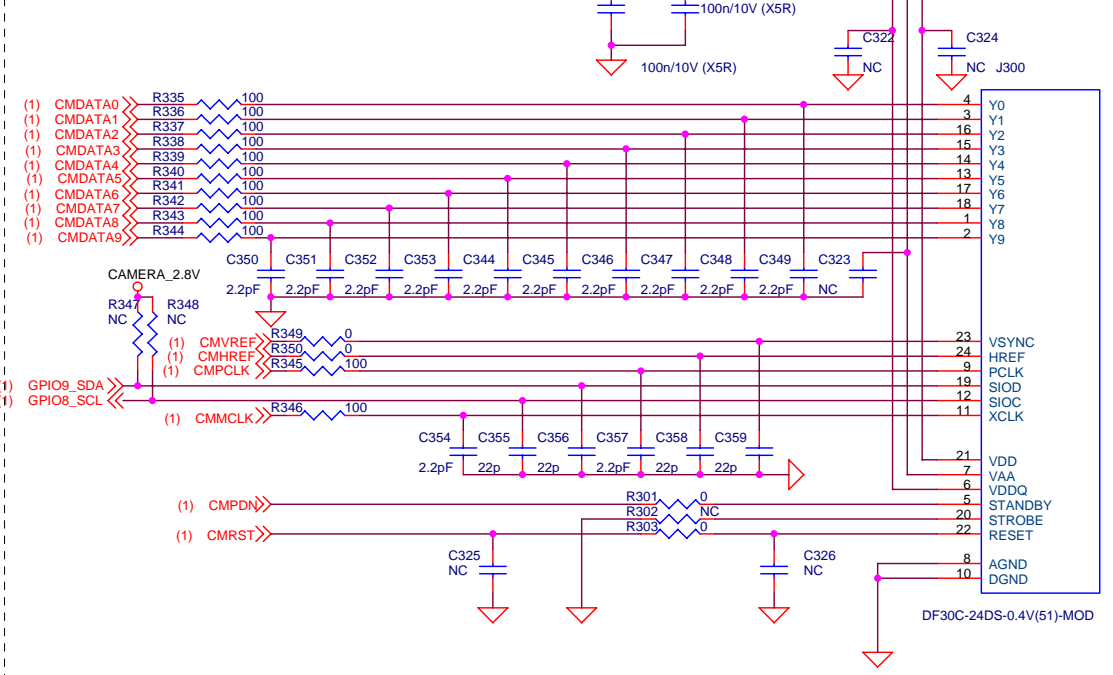 100n/10V (X5R)
100n/10V (X5R)
C322
NC
C324
NC
J300
(1) CMDATA0 R335 100 4 Y0
(1) CMDATA1 R336 100 3 Y1
(1) CMDATA2 R337 100 16 Y2
(1) CMDATA3 R338 100 15 Y3
(1) CMDATA4 R339 100 14 Y4
(1) CMDATA5 R340 100 13 Y5
(1) CMDATA6 R341 100 17 Y6
(1) CMDATA7 R342 100 18 Y7
(1) CMDATA8 R343 100 1 Y8
(1) CMDATA9 R344 100 2 Y9
C350 C351 C352 C353 C344 C345 C346 C347 C348 C349 C323
2.2pF 2.2pF 2.2pF 2.2pF 2.2pF 2.2pF 2.2pF 2.2pF 2.2pF 2.2pF NC
CAMERA_2.8V
R347 R348
NC NC
(1) CMVREF R349 0 23 VSYNC
(1) CMHREF R350 0 24 HREF
(1) CMPCLK R345 100 9 PCLK
1) GPIO9_SDA 19 SIOD
1) GPIO8_SCL 12 SIOC
(1) CMMCLK R346 100 11 XCLK
C354 C355 C356 C357 C358 C359
2.2pF 22p 22p 2.2pF 22p 22p
21 VDD
7 VAA
6 VDDQ
(1) CMPDN R301 0 5 STANDBY
R302 NC 20 STROBE
(1) CMRST R303 0 22 RESET
C325
NC
C326
NC
8 AGND
10 DGND
DF30C-24DS-0.4V(51)-MOD